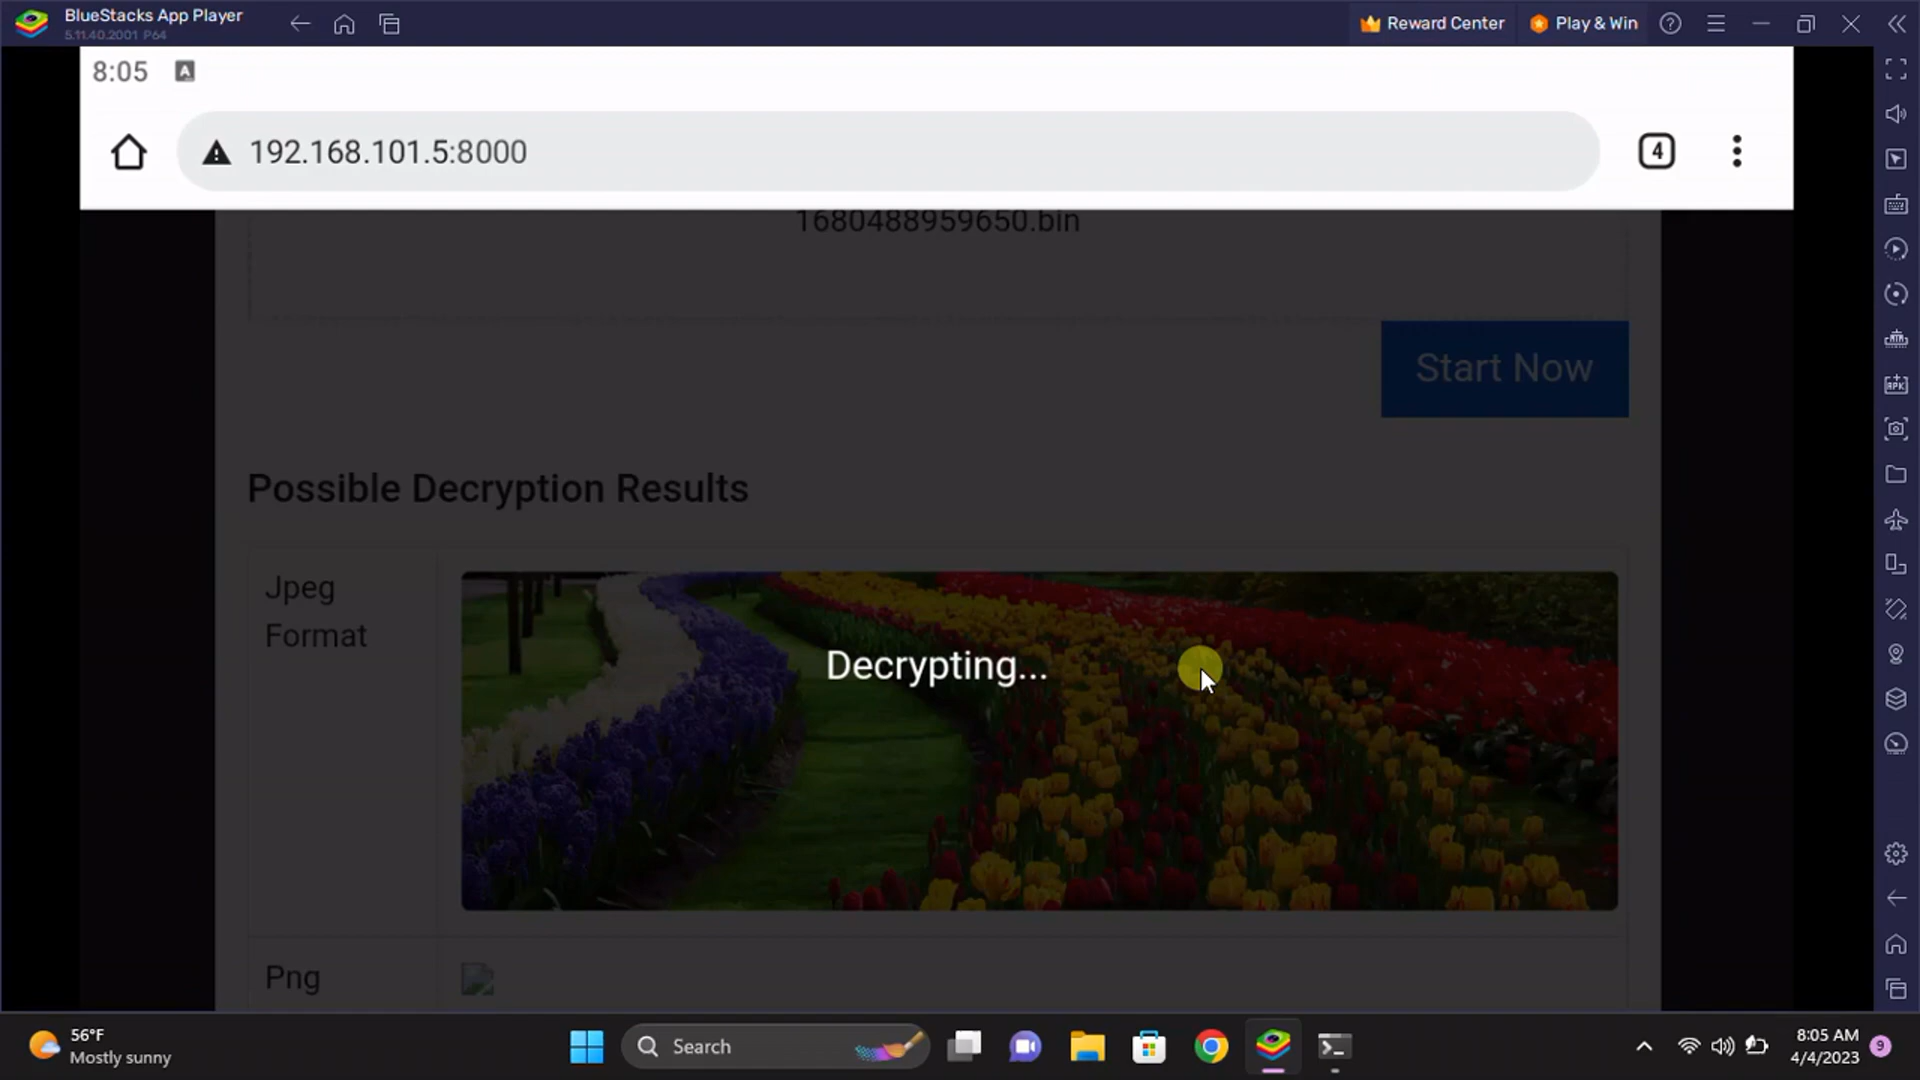 BlueStacks App Player
5.11.40.2001 P64
Reward Center
Play & Win
8:05
A
192.168.101.5:8000
4
1680488959650.bin
Start Now
Possible Decryption Results
Jpeg
Format
Decrypting...
Png
56°F
Mostly sunny
Search
8:05 AM
4/4/2023
9